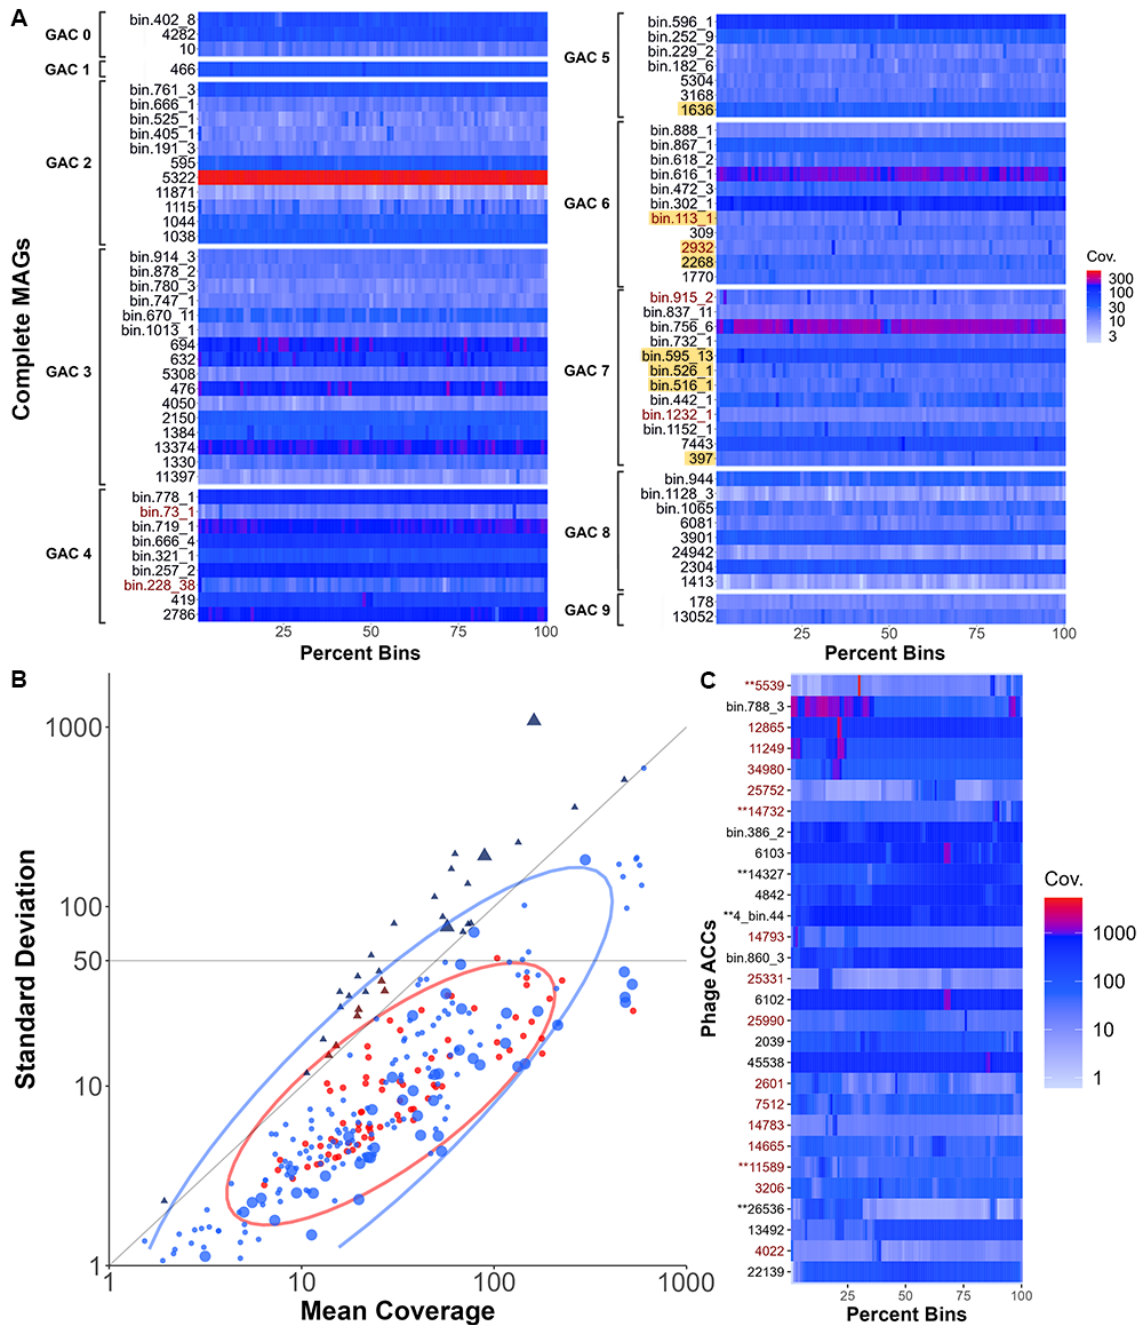 A
Complete MAGs
GAC 0
bin.402_8
4282
10
GAC 1
466
GAC 2
bin.761_3
bin.666_1
bin.525_1
bin.405_1
bin.191_3
595
5322
11871
1115
1044
1038
GAC 3
bin.914_3
bin.878_2
bin.780_3
bin.747_1
bin.670_11
bin.1013_1
694
632
5308
476
4050
2150
1384
13374
1330
11397
GAC 4
bin.778_1
bin.73_1
bin.719_1
bin.666_4
bin.321_1
bin.257_2
bin.228_38
419
2786
25 50 75 100
Percent Bins
GAC 5
bin.596_1
bin.252_9
bin.229_2
bin.182_6
5304
3168
1636
GAC 6
bin.888_1
bin.867_1
bin.618_2
bin.616_1
bin.472_3
bin.302_1
bin.113_1
309
2932
2268
1770
GAC 7
bin.915_2
bin.837_11
bin.756_6
bin.732_1
bin.595_13
bin.526_1
bin.516_1
bin.442_1
bin.1232_1
bin.1152_1
7443
397
GAC 8
bin.944
bin.1128_3
bin.1065
6081
3901
24942
2304
1413
GAC 9
178
13052
25 50 75 100
Percent Bins
Cov.
300
100
30
10
3
B
Standard Deviation
1000
100
50
10
1
1 10 100 1000
Mean Coverage
C
Phage ACCs
**5539
bin.788_3
12865
11249
34980
25752
**14732
bin.386_2
6103
**14327
4842
**4_bin.44
14793
bin.860_3
25331
6102
25990
2039
45538
2601
7512
14783
14665
**11589
3206
**26536
13492
4022
22139
25 50 75 100
Percent Bins
Cov.
1000
100
10
1